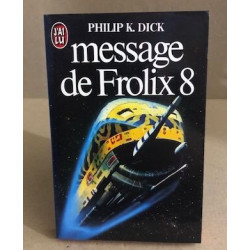 J'AI
LU
PHILIP K. DICK
message
de Frolix 8